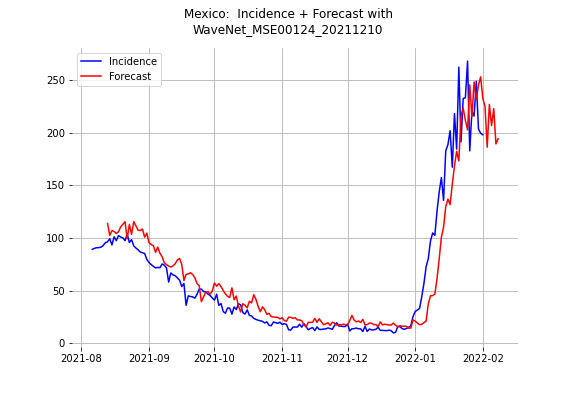 Mexico:  Incidence + Forecast with
WaveNet_MSE00124_20211210
Incidence
Forecast
250
200
150
100
50
0
2021-08 2021-09 2021-10 2021-11 2021-12 2022-01 2022-02